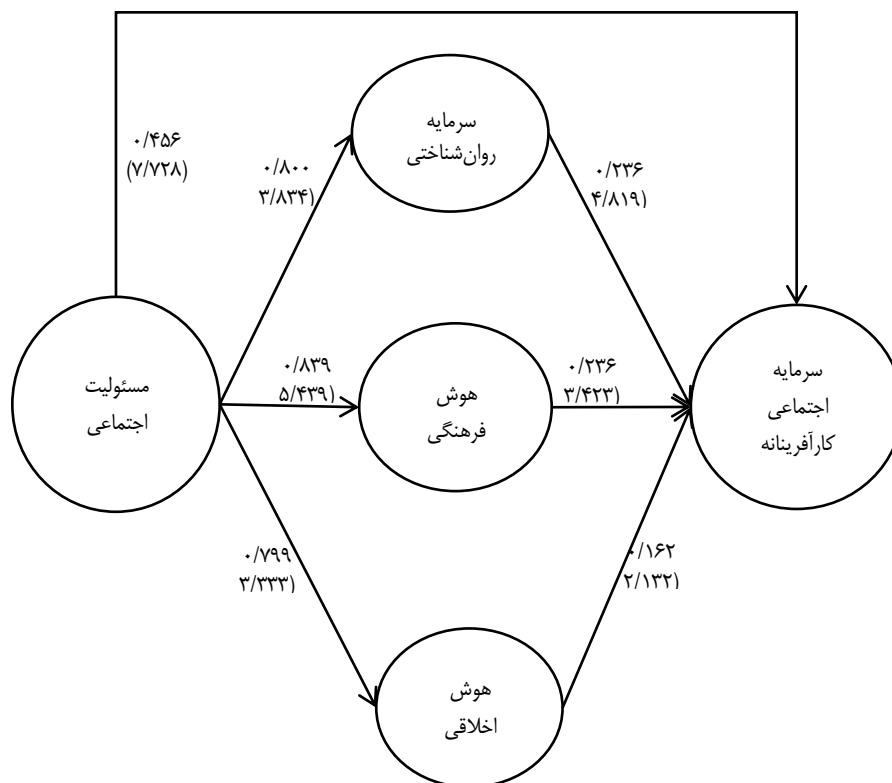 سرمایه
روان‌شناختی
۰/۴۵۶
(۷/۷۲۸)
۰/۸۰۰
۳/۸۳۴)
۰/۲۳۶
۴/۸۱۹)
مسئولیت
اجتماعی
۰/۸۳۹
۵/۴۳۹)
هوش
فرهنگی
۰/۲۳۶
۳/۴۲۳)
سرمایه
اجتماعی
کارآفرینانه
۰/۷۹۹
۳/۳۳۳)
۰/۱۶۲
۲/۱۳۲)
هوش
اخلاقی